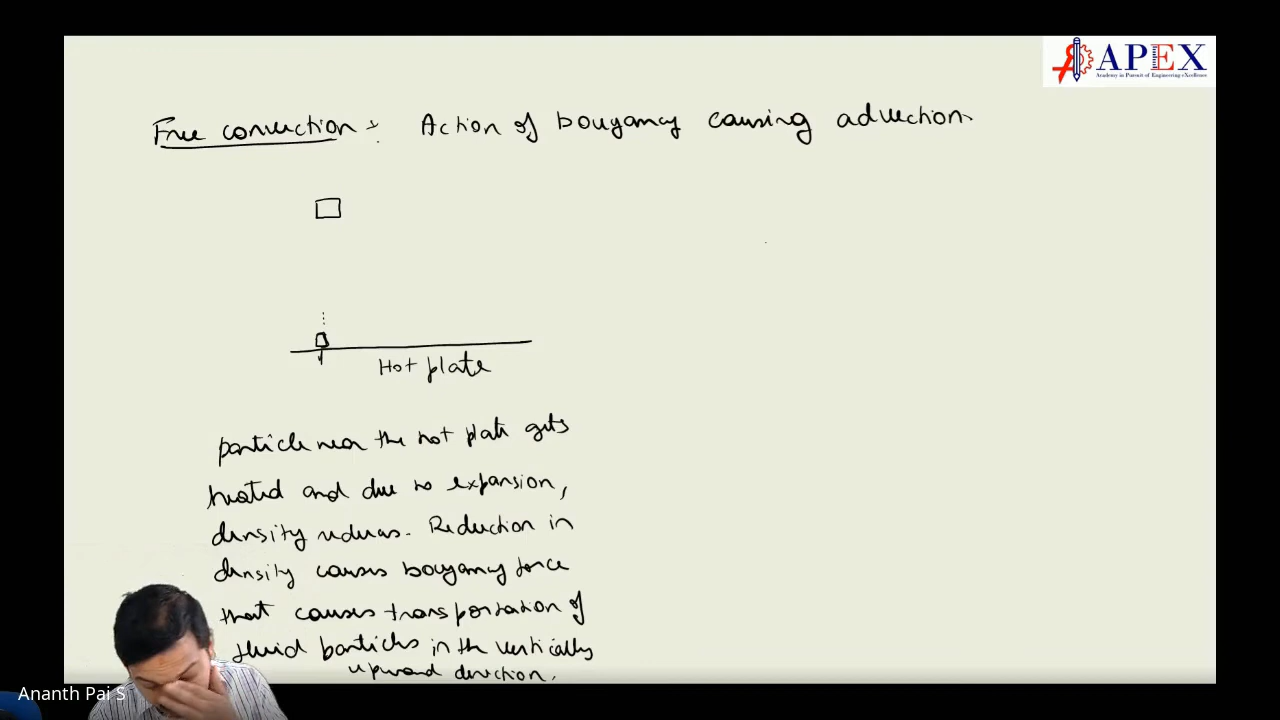 APEX
Academy in Pursuit of Engineering eXcellence
Free convection : Action of bouyancy causing advection
Hot plate
particle near the hot plate gets
heated and due to expansion,
density reduces. Reduction in
density causes bouyancy force
that causes transportation of
fluid particles in the vertically
upward direction.
Ananth Pai S